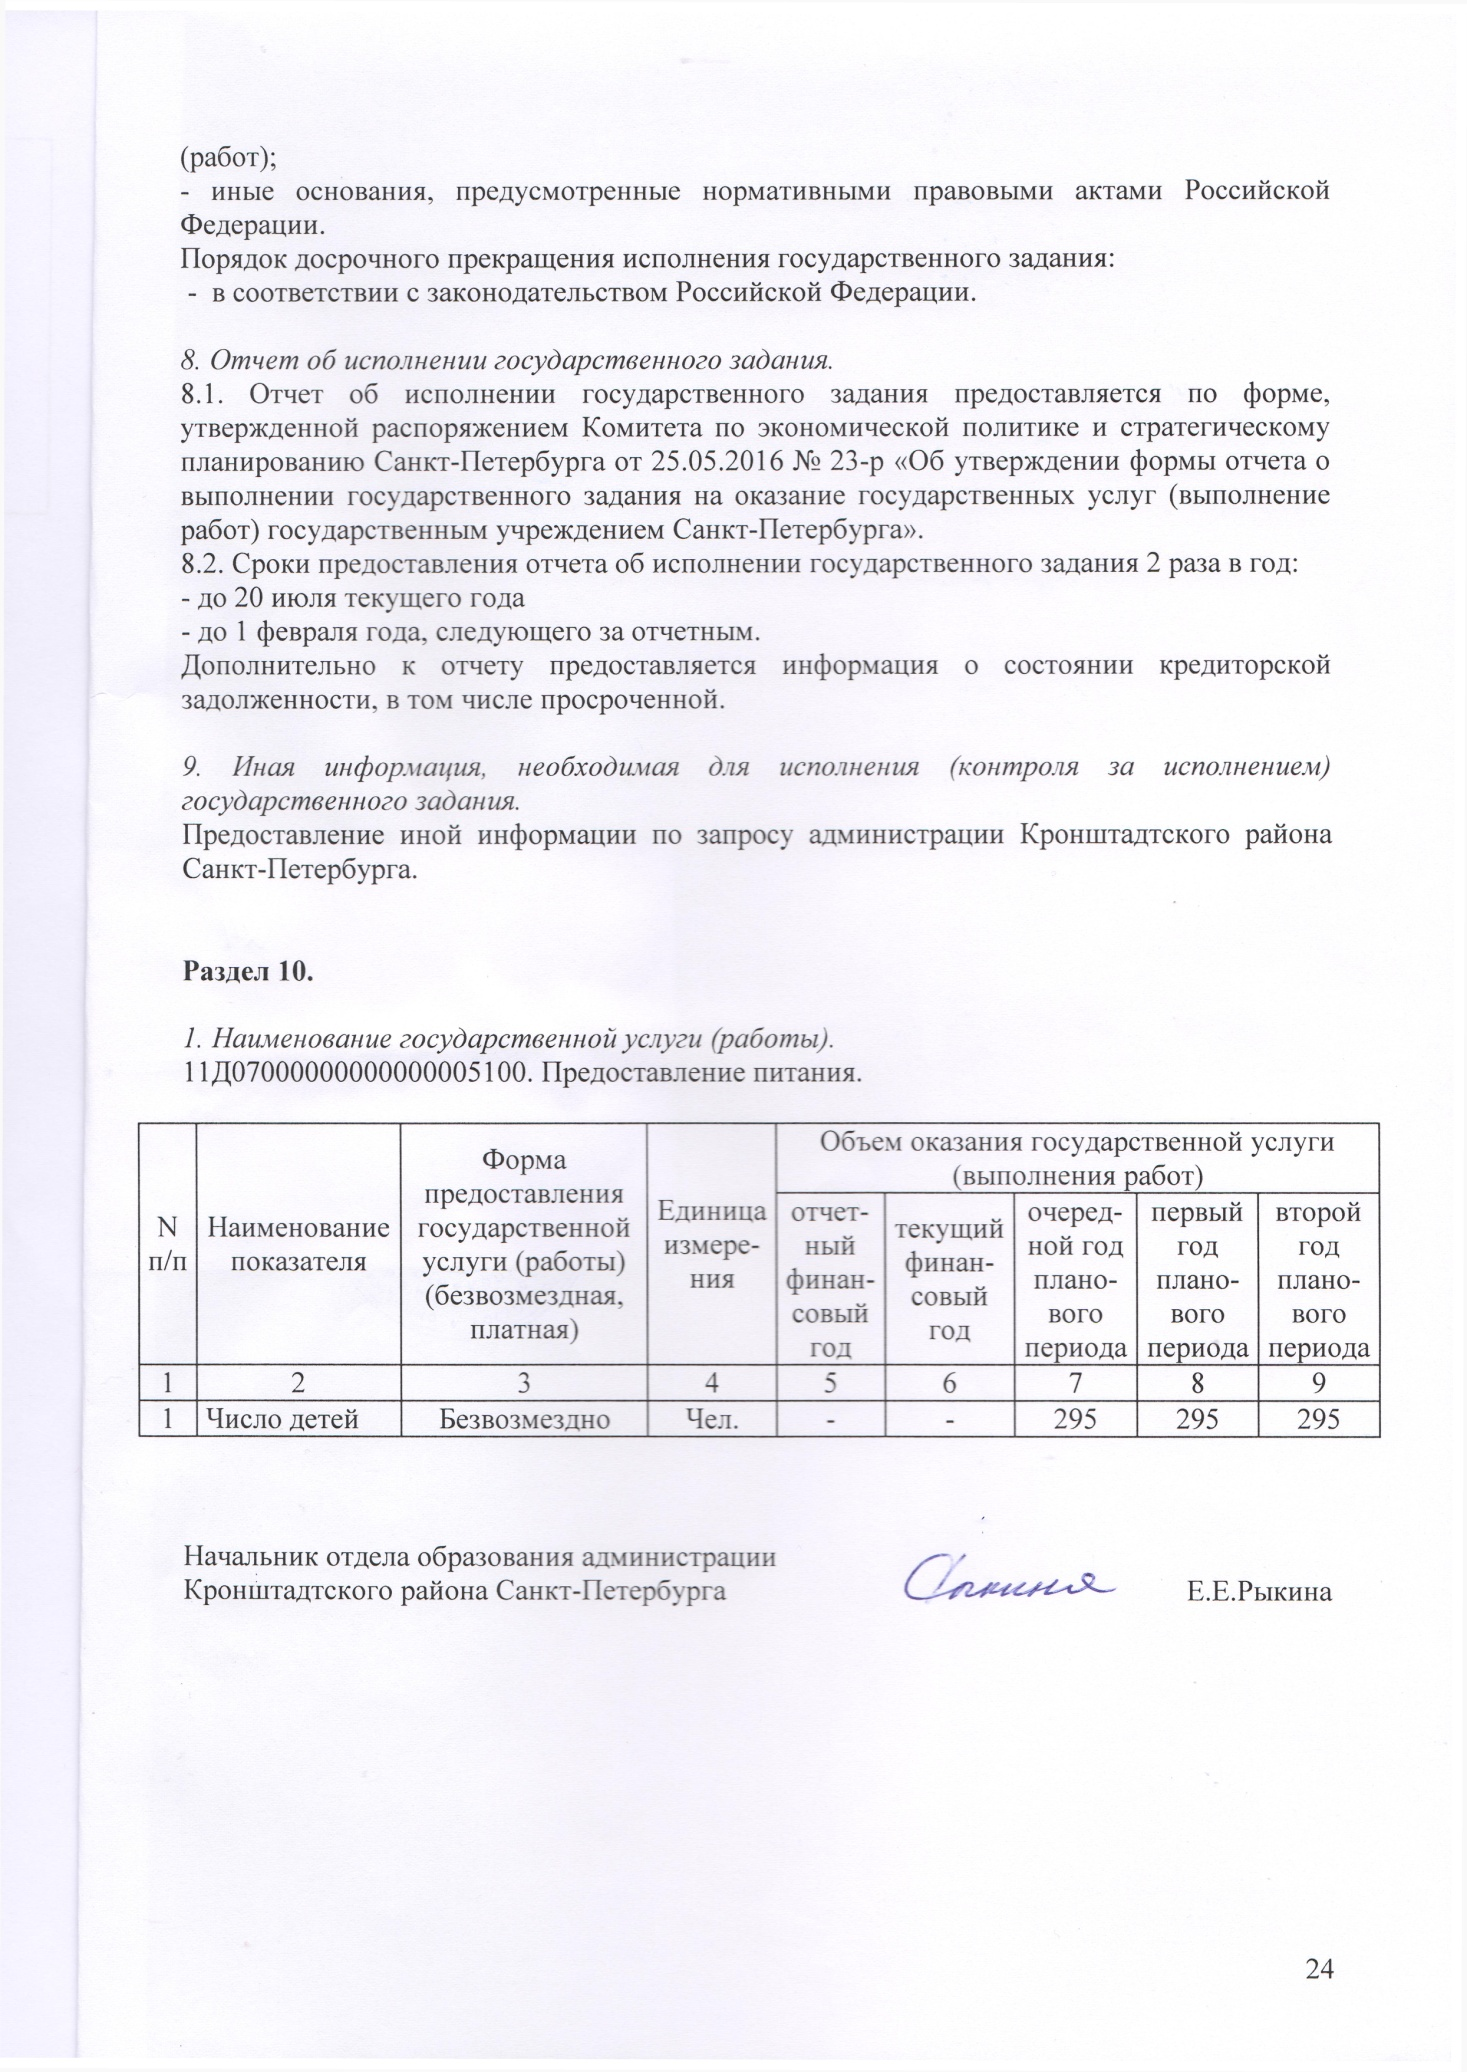 (работ);
- иные основания, предусмотренные нормативными правовыми актами Российской
Федерации.
Порядок досрочного прекращения исполнения государственного задания:
- в соответствии с законодательством Российской Федерации.
8. Отчет об исполнении государственного задания.
8.1. Отчет об исполнении государственного задания предоставляется по форме,
утвержденной распоряжением Комитета по экономической политике и стратегическому
планированию Санкт-Петербурга от 25.05.2016 № 23-р «Об утверждении формы отчета о
выполнении государственного задания на оказание государственных услуг (выполнение
работ) государственным учреждением Санкт-Петербурга».
8.2. Сроки предоставления отчета об исполнении государственного задания 2 раза в год:
- до 20 июля текущего года
- до 1 февраля года, следующего за отчетным.
Дополнительно к отчету предоставляется информация о состоянии кредиторской
задолженности, в том числе просроченной.
9. Иная информация, необходимая для исполнения (контроля за исполнением)
государственного задания.
Предоставление иной информации по запросу администрации Кронштадтского района
Санкт-Петербурга.
Раздел 10.
1. Наименование государственной услуги (работы).
11Д07000000000000005100. Предоставление питания.
N
п/п
Наименование
показателя
Форма
предоставления
государственной
услуги (работы)
(безвозмездная,
платная)
Единица
измере-
ния
Объем оказания государственной услуги
(выполнения работ)
отчет-
ный
финан-
совый
год
текущий
финан-
совый
год
очеред-
ной год
плано-
вого
периода
первый
год
плано-
вого
периода
второй
год
плано-
вого
периода
1 2 3 4 5 6 7 8 9
1 Число детей Безвозмездно Чел. - - 295 295 295
Начальник отдела образования администрации
Кронштадтского района Санкт-Петербурга Рыкина Е.Е.Рыкина
24